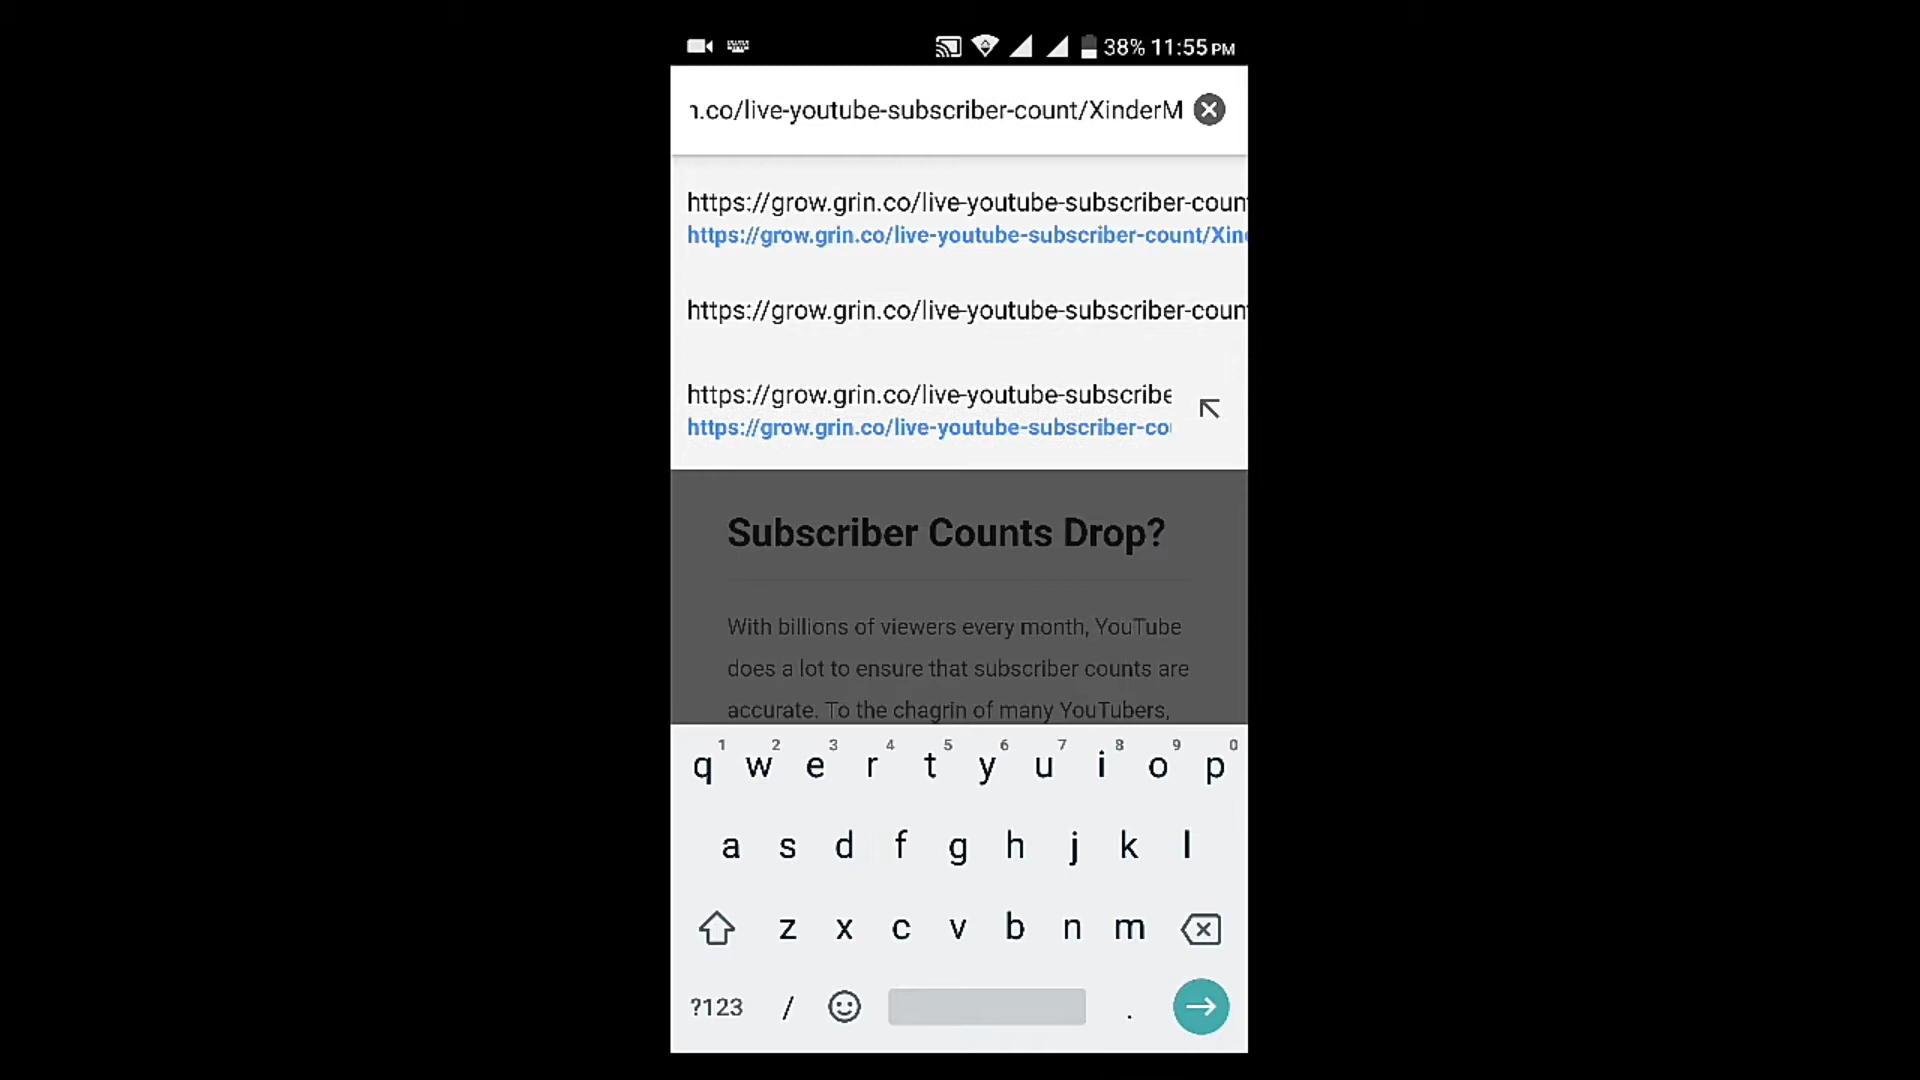 38% 11:55 PM
n.co/live-youtube-subscriber-count/XinderM
https://grow.grin.co/live-youtube-subscriber-coun
https://grow.grin.co/live-youtube-subscriber-count/Xin
https://grow.grin.co/live-youtube-subscriber-coun
https://grow.grin.co/live-youtube-subscribe
https://grow.grin.co/live-youtube-subscriber-co
Subscriber Counts Drop?
With billions of viewers every month, YouTube
does a lot to ensure that subscriber counts are
accurate. To the chagrin of many YouTubers,
1 2 3 4 5 6 7 8 9 0
q w e r t y u i o p
a s d f g h j k l
z x c v b n m
?123 / .